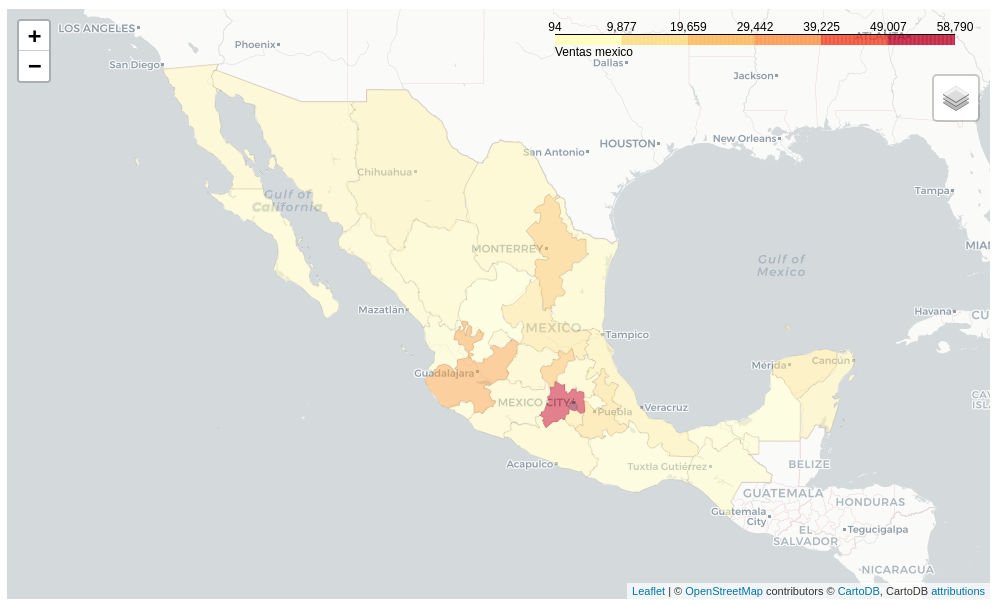 +
−
94 9,877 19,659 29,442 39,225 49,007 58,790
Ventas mexico
LOS ANGELES
ATLANTA
Phoenix
San Diego
Dallas
Jackson
HOUSTON
New Orleans
San Antonio
Chihuahua
Tampa
Gulf of
California
MONTERREY
MIAI
Gulf of
Mexico
Mazatlán
Havana
CU
MEXICO
Tampico
Guadalajara
Mérida
Cancún
MEXICO CITY
Puebla
Veracruz
CAY
ISLA
Acapulco
Tuxtla Gutiérrez
BELIZE
GUATEMALA
HONDURAS
Guatemala
City
EL
SALVADOR
Tegucigalpa
NICARAGUA
Leaflet | © OpenStreetMap contributors © CartoDB, CartoDB attributions